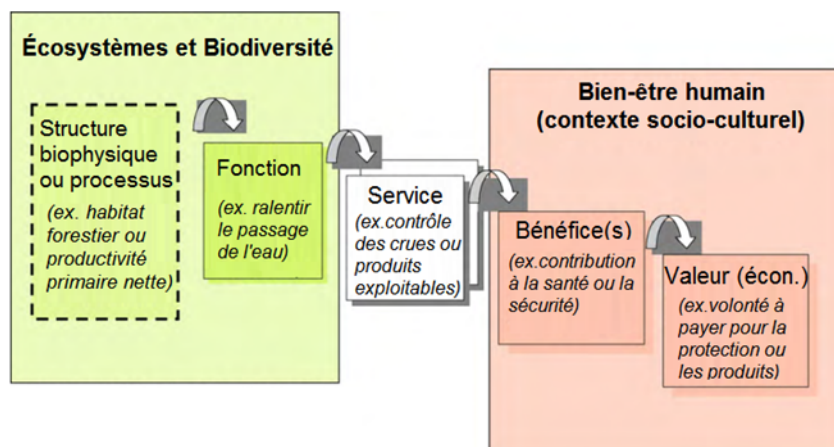 Écosystèmes et Biodiversité
Structure
biophysique
ou processus
(ex. habitat
forestier ou
productivité
primaire nette)
Fonction
(ex. ralentir
le passage
de l'eau)
Service
(ex.contrôle
des crues ou
produits
exploitables)
Bien-être humain
(contexte socio-culturel)
Bénéfice(s)
(ex.contribution
à la santé ou la
sécurité)
Valeur (écon.)
(ex.volonté à
payer pour la
protection ou
les produits)